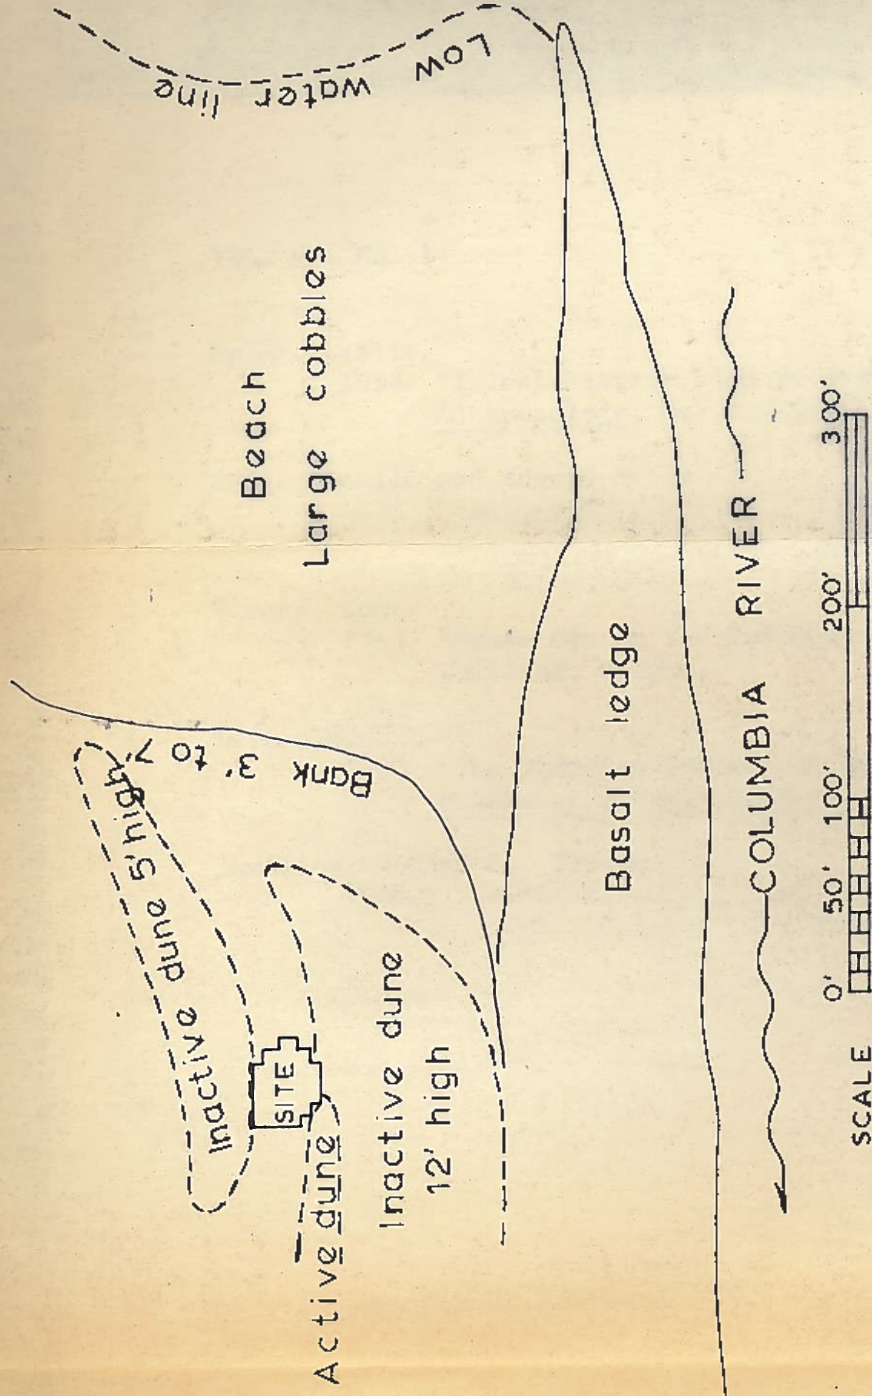 Low water line
Beach
Large cobbles
Bank 3' to 7'
Inactive dune 5' high
SITE
Active dune
Inactive dune
12' high
Basalt ledge
COLUMBIA RIVER
SCALE
0' 50' 100' 200' 300'